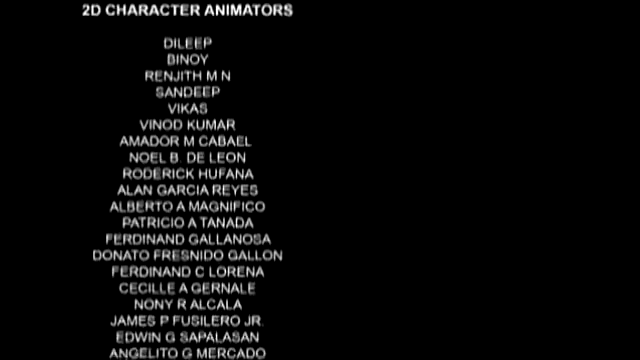 2D CHARACTER ANIMATORS
DILEEP
BINOY
RENJITH M N
SANDEEP
VIKAS
VINOD KUMAR
AMADOR M CABAEL
NOEL B. DE LEON
RODERICK HUFANA
ALAN GARCIA REYES
ALBERTO A MAGNIFICO
PATRICIO A TANADA
FERDINAND GALLANOSA
DONATO FRESNIDO GALLON
FERDINAND C LORENA
CECILLE A GERNALE
NONY R ALCALA
JAMES P FUSILERO JR.
EDWIN G SAPALASAN
ANGELITO G MERCADO